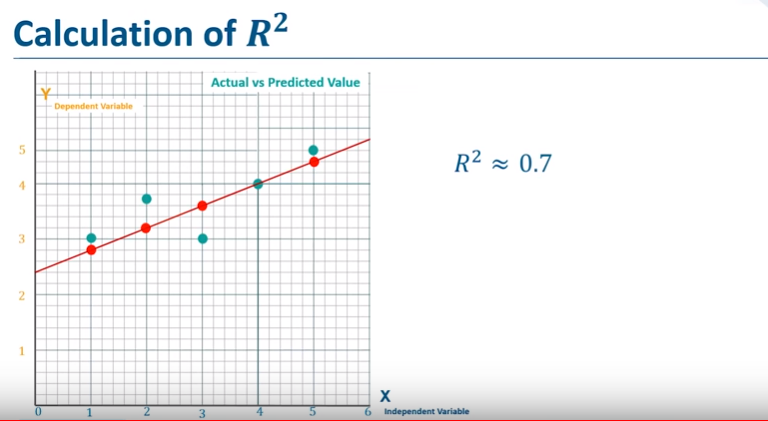 Calculation of R²
Actual vs Predicted Value
Y
Dependent Variable
5
4
3
2
1
R² ≈ 0.7
X
0 1 2 3 4 5 6 Independent Variable